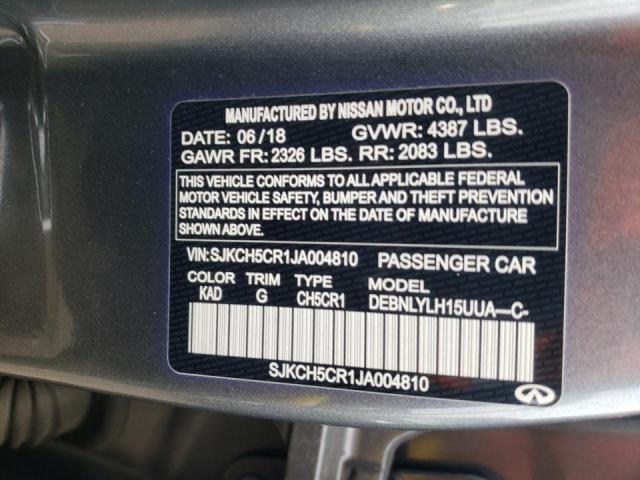 MANUFACTURED BY NISSAN MOTOR CO., LTD
DATE: 06/18 GVWR: 4387 LBS.
GAWR FR: 2326 LBS. RR: 2083 LBS.
THIS VEHICLE CONFORMS TO ALL APPLICABLE FEDERAL
MOTOR VEHICLE SAFETY, BUMPER AND THEFT PREVENTION
STANDARDS IN EFFECT ON THE DATE OF MANUFACTURE
SHOWN ABOVE.
VIN:SJKCH5CR1JA004810 PASSENGER CAR
COLOR TRIM TYPE MODEL
KAD G CH5CR1 DEBNLYLH15UUA—C-
SJKCH5CR1JA004810